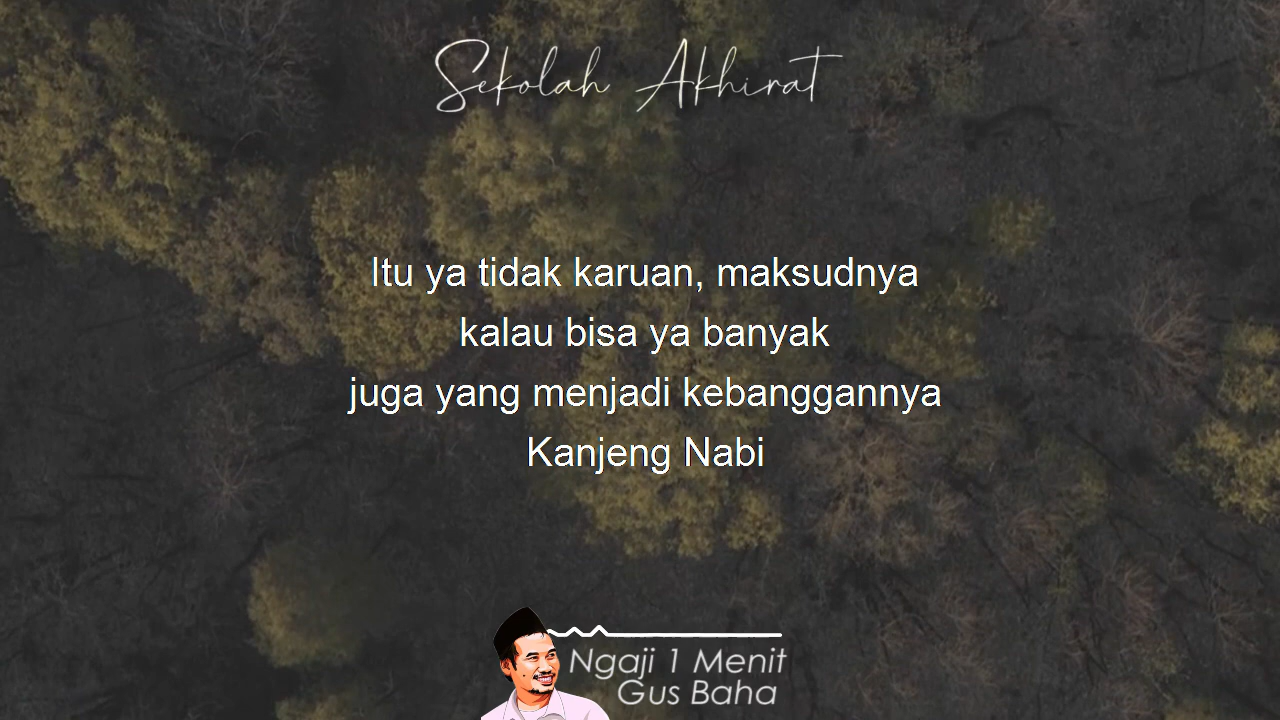 Sekolah Akhirat
Itu ya tidak karuan, maksudnya
kalau bisa ya banyak
juga yang menjadi kebanggannya
Kanjeng Nabi
Ngaji 1 Menit
Gus Baha